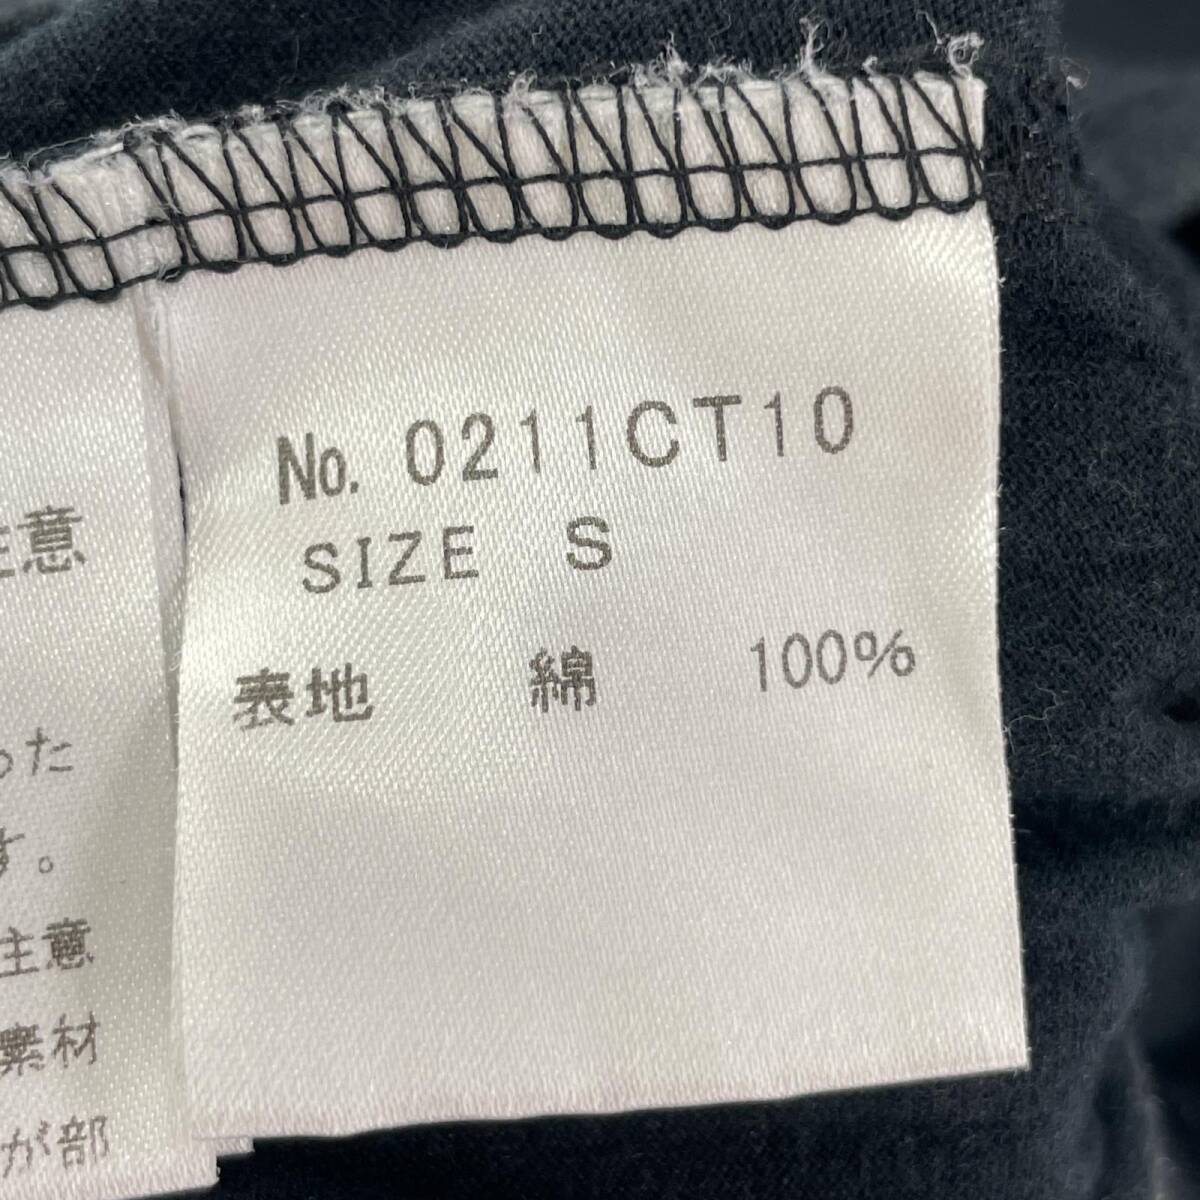 No. 0211CT10
SIZE S
表地 綿 100%
注意
った
す。
注意
素材
が部